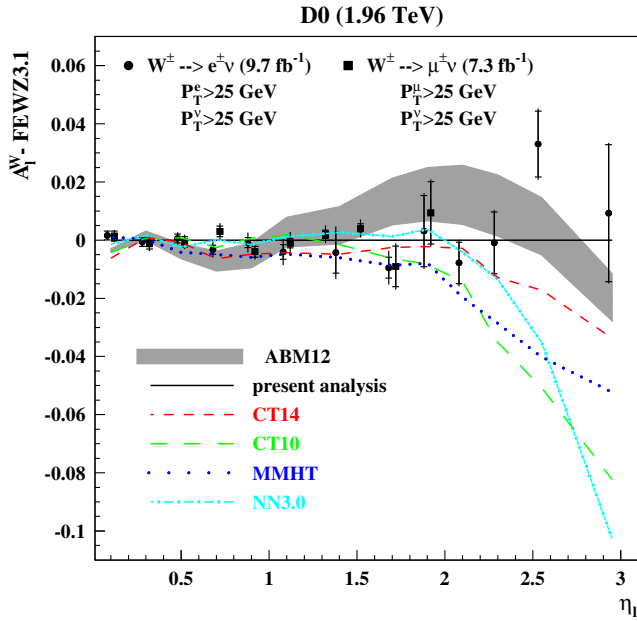 D0 (1.96 TeV)
A_l^W - FEWZ3.1
W^± --> e^±ν (9.7 fb^-1)
P_T^e>25 GeV
P_T^ν>25 GeV
W^± --> μ^±ν (7.3 fb^-1)
P_T^μ>25 GeV
P_T^ν>25 GeV
0.06
0.04
0.02
0
-0.02
-0.04
-0.06
-0.08
-0.1
ABM12
present analysis
CT14
CT10
MMHT
NN3.0
0.5
1
1.5
2
2.5
3
η_l